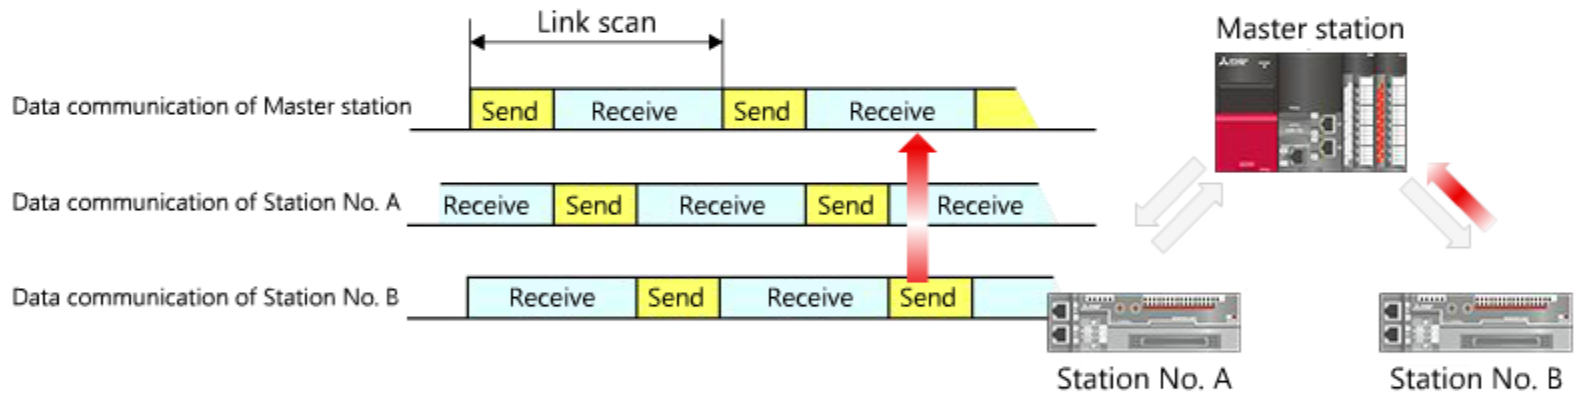 Link scan
Master station
Data communication of Master station
Send Receive Send Receive
Data communication of Station No. A
Receive Send Receive Send Receive
Data communication of Station No. B
Receive Send Receive Send
Station No. A
Station No. B